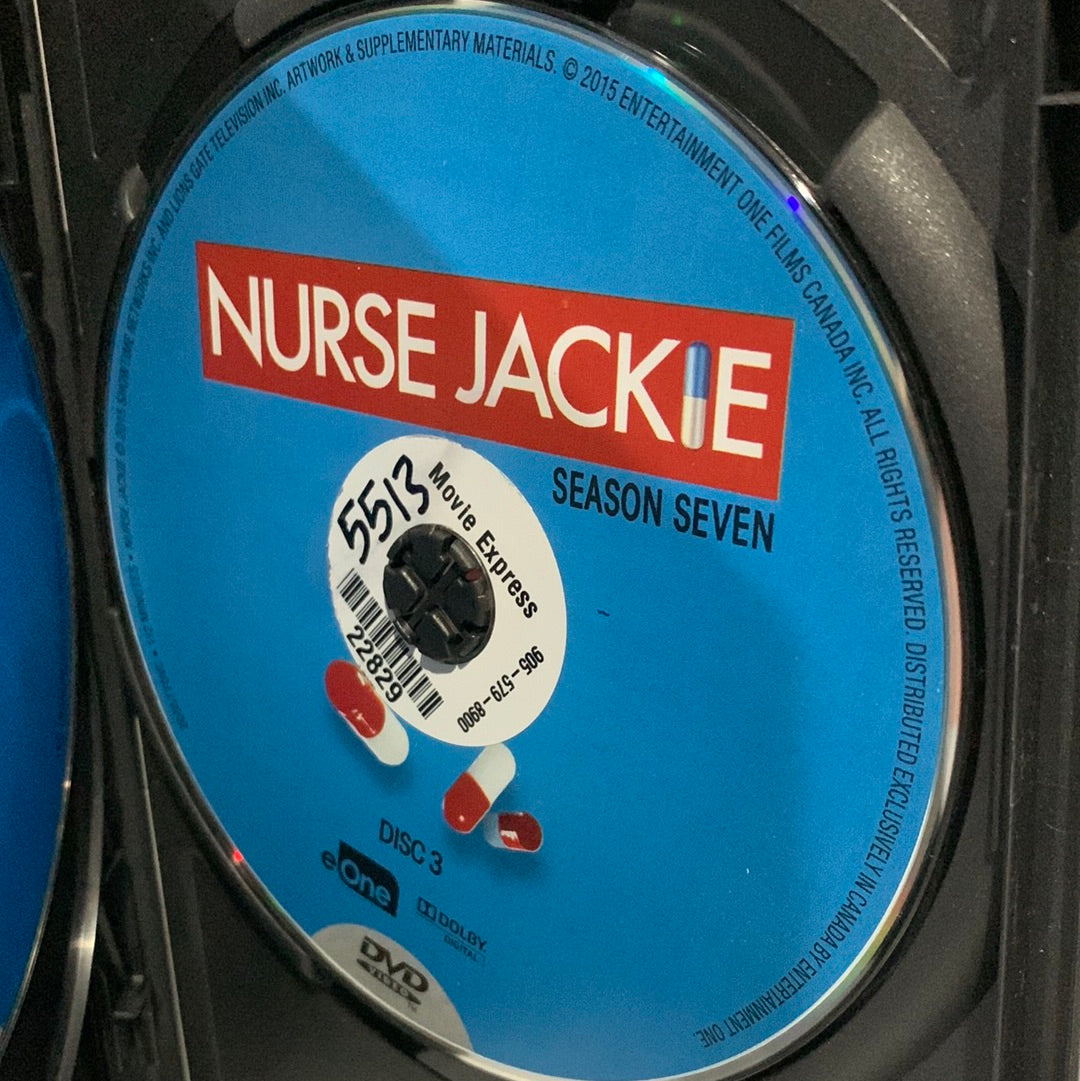 INC. AND LIONS GATE TELEVISION INC. ARTWORK & SUPPLEMENTARY MATERIALS. © 2015 ENTERTAINMENT ONE FILMS CANADA INC. ALL RIGHTS RESERVED. DISTRIBUTED EXCLUSIVELY IN CANADA BY ENTERTAINMENT ONE.
NURSE JACKIE
SEASON SEVEN
5513
Movie Express
905-579-8900
22829
DISC 3
eOne
DOLBY
DIGITAL
DVD
VIDEO